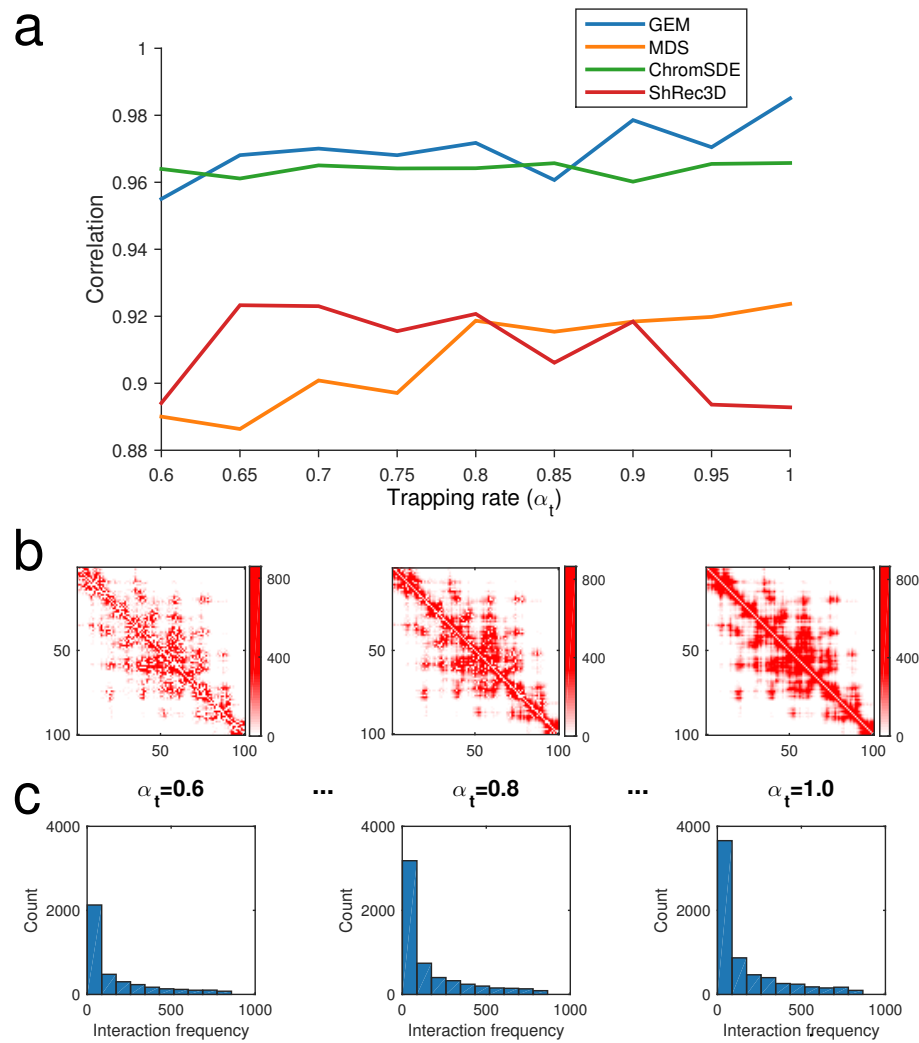 a
GEM
MDS
ChromSDE
ShRec3D
1
0.98
0.96
0.94
0.92
0.9
0.88
Correlation
0.6 0.65 0.7 0.75 0.8 0.85 0.9 0.95 1
Trapping rate (αt)
b
50
100
50 100
800
400
0
50
100
50 100
800
400
0
50
100
50 100
800
400
0
c
αt=0.6 ... αt=0.8 ... αt=1.0
4000
2000
0
Count
0 500 1000
Interaction frequency
4000
2000
0
Count
0 500 1000
Interaction frequency
4000
2000
0
Count
0 500 1000
Interaction frequency